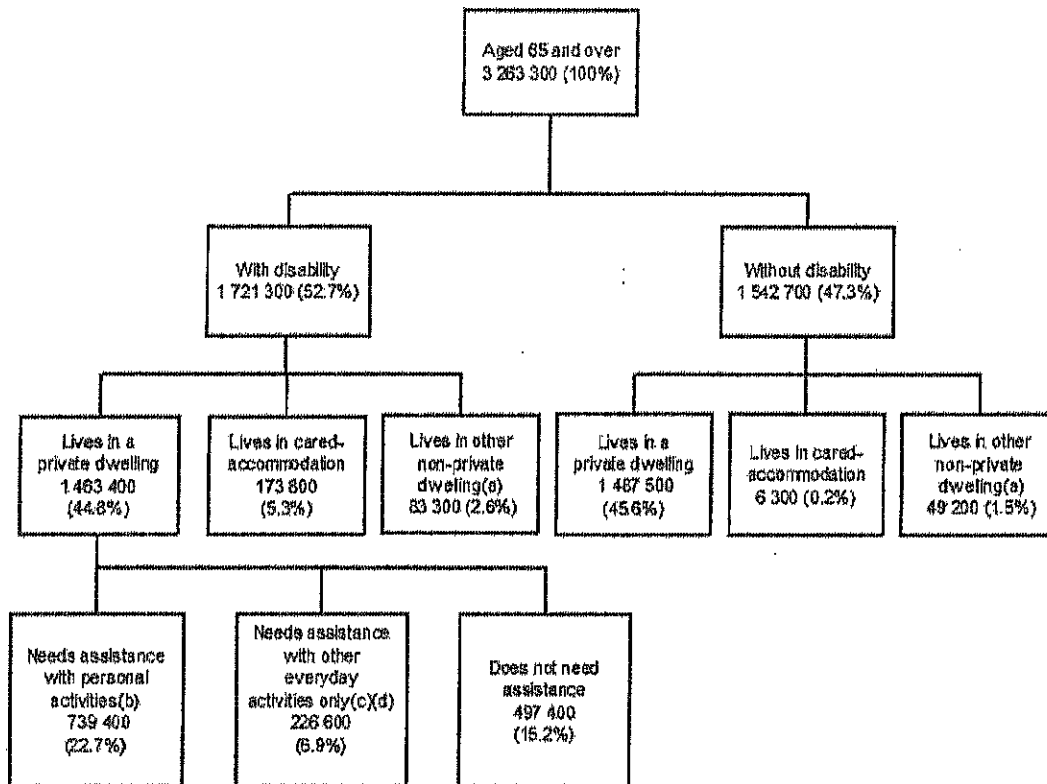 Aged 65 and over
3 263 300 (100%)
With disability
1 721 300 (52.7%)
Without disability
1 542 700 (47.3%)
Lives in a
private dwelling
1 463 400
(44.8%)
Lives in cared-
accommodation
173 800
(5.3%)
Lives in other
non-private
dweling(a)
83 300 (2.6%)
Lives in a
private dwelling
1 487 500
(45.6%)
Lives in cared-
accommodation
6 300 (0.2%)
Lives in other
non-private
dweling(a)
49 200 (1.5%)
Needs assistance
with personal
activities(b)
739 400
(22.7%)
Needs assistance
with other
everyday
activities only(c)(d)
226 600
(6.9%)
Does not need
assistance
497 400
(15.2%)